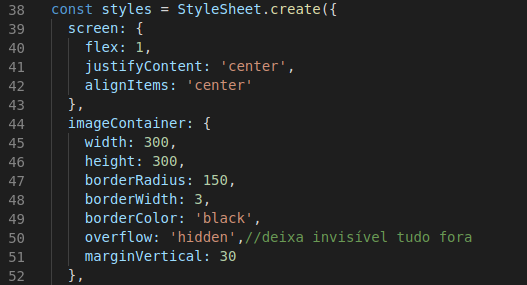 38 const styles = StyleSheet.create({
39 screen: {
40 flex: 1,
41 justifyContent: 'center',
42 alignItems: 'center'
43 },
44 imageContainer: {
45 width: 300,
46 height: 300,
47 borderRadius: 150,
48 borderWidth: 3,
49 borderColor: 'black',
50 overflow: 'hidden',//deixa invisível tudo fora
51 marginVertical: 30
52 },